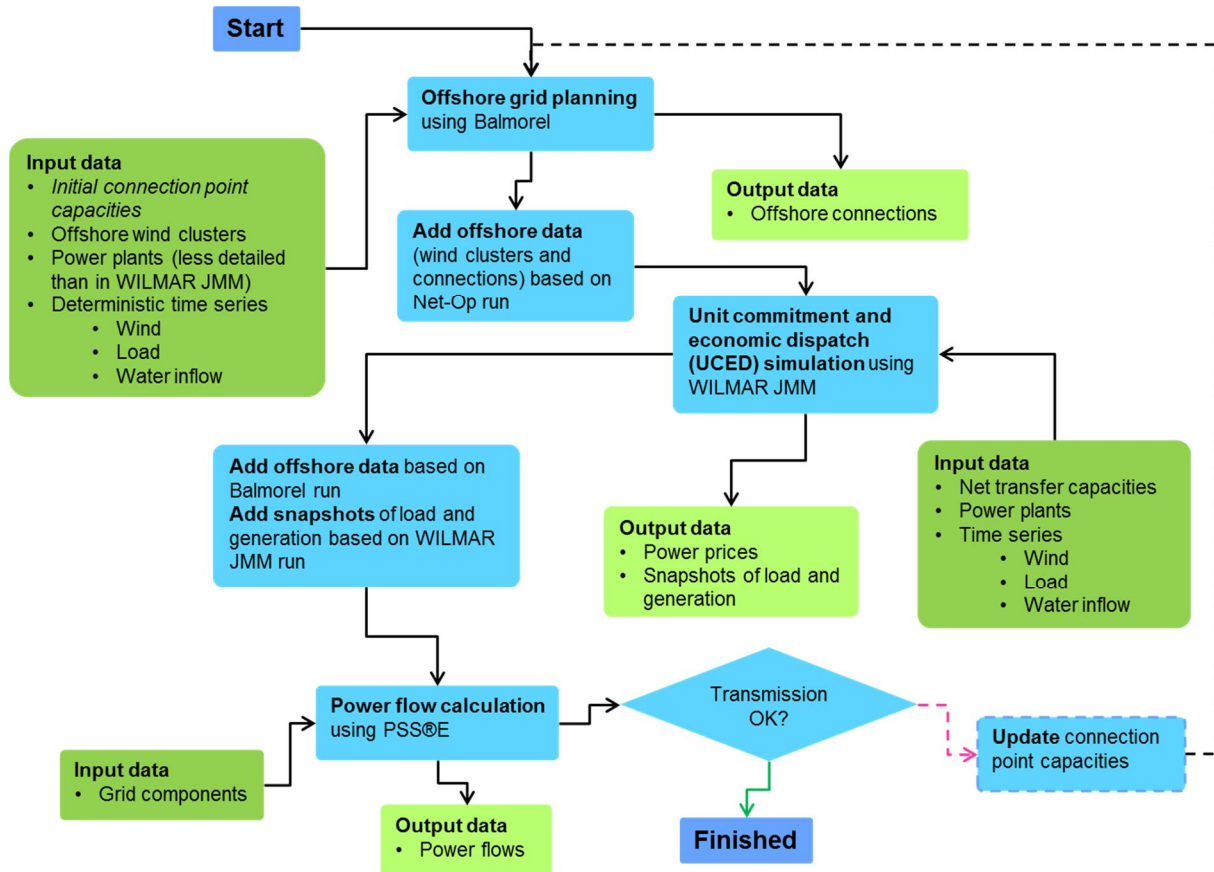 Start
Offshore grid planning
using Balmorel
Input data
• Initial connection point
capacities
• Offshore wind clusters
• Power plants (less detailed
than in WILMAR JMM)
• Deterministic time series
• Wind
• Load
• Water inflow
Output data
• Offshore connections
Add offshore data
(wind clusters and
connections) based on
Net-Op run
Unit commitment and
economic dispatch
(UCED) simulation using
WILMAR JMM
Add offshore data based on
Balmorel run
Add snapshots of load and
generation based on WILMAR
JMM run
Output data
• Power prices
• Snapshots of load and
generation
Input data
• Net transfer capacities
• Power plants
• Time series
• Wind
• Load
• Water inflow
Power flow calculation
using PSS®E
Transmission
OK?
Update connection
point capacities
Input data
• Grid components
Output data
• Power flows
Finished